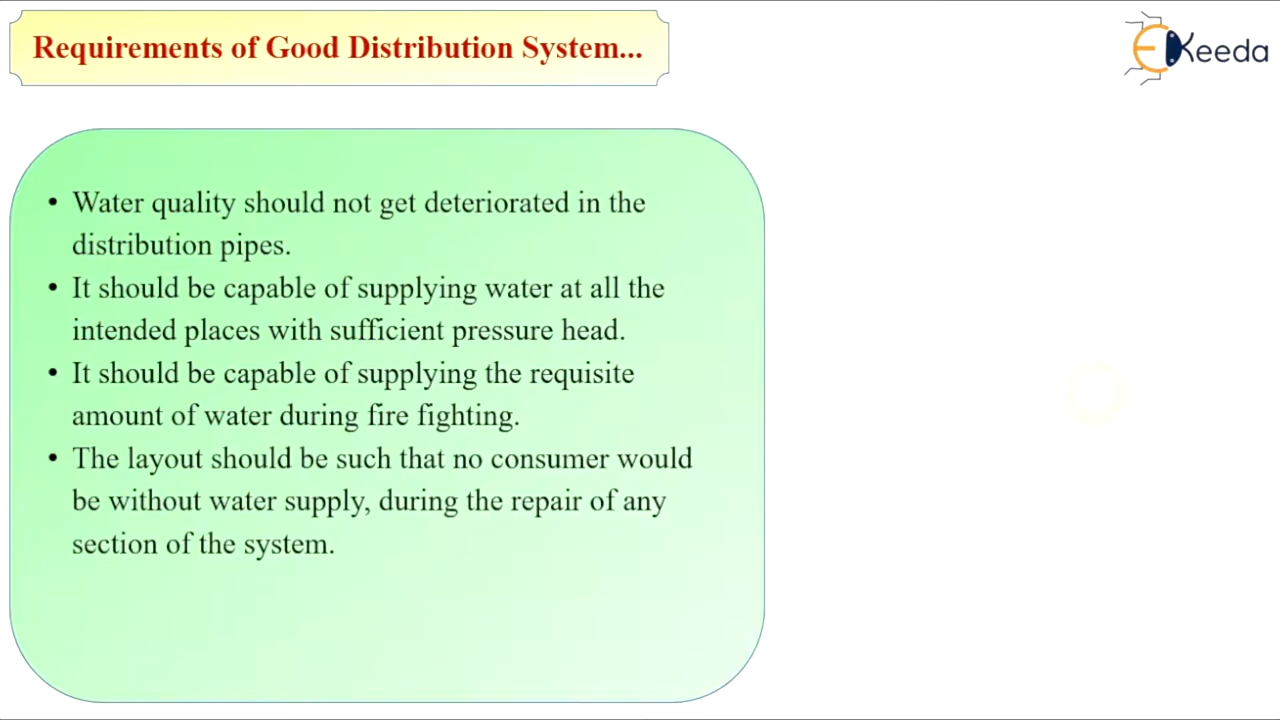 Requirements of Good Distribution System...
EKeeda
• Water quality should not get deteriorated in the
distribution pipes.
• It should be capable of supplying water at all the
intended places with sufficient pressure head.
• It should be capable of supplying the requisite
amount of water during fire fighting.
• The layout should be such that no consumer would
be without water supply, during the repair of any
section of the system.